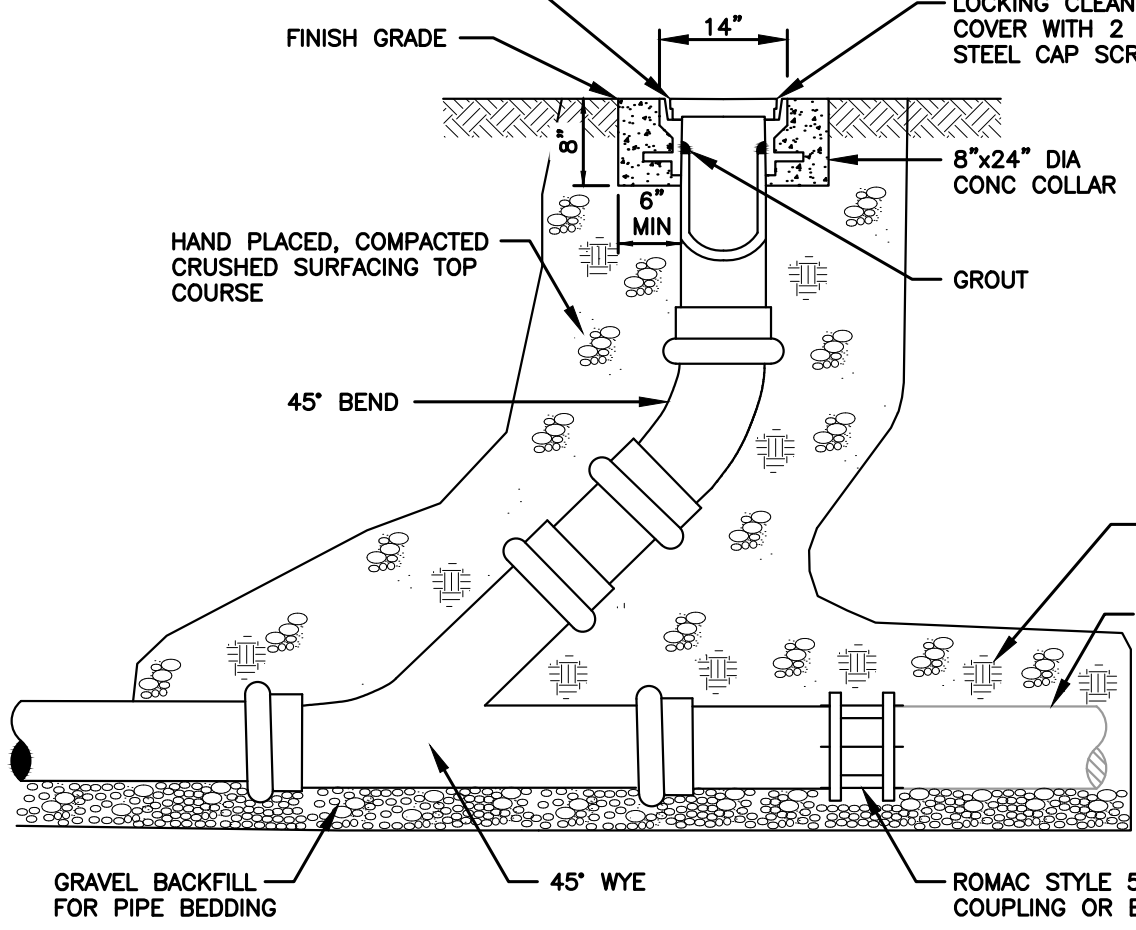 LOCKING CLEAN
COVER WITH 2
STEEL CAP SCR
14”
FINISH GRADE
8”
8”x24” DIA
CONC COLLAR
6”
MIN
HAND PLACED, COMPACTED
CRUSHED SURFACING TOP
COURSE
GROUT
45° BEND
GRAVEL BACKFILL
FOR PIPE BEDDING
45° WYE
ROMAC STYLE 5
COUPLING OR